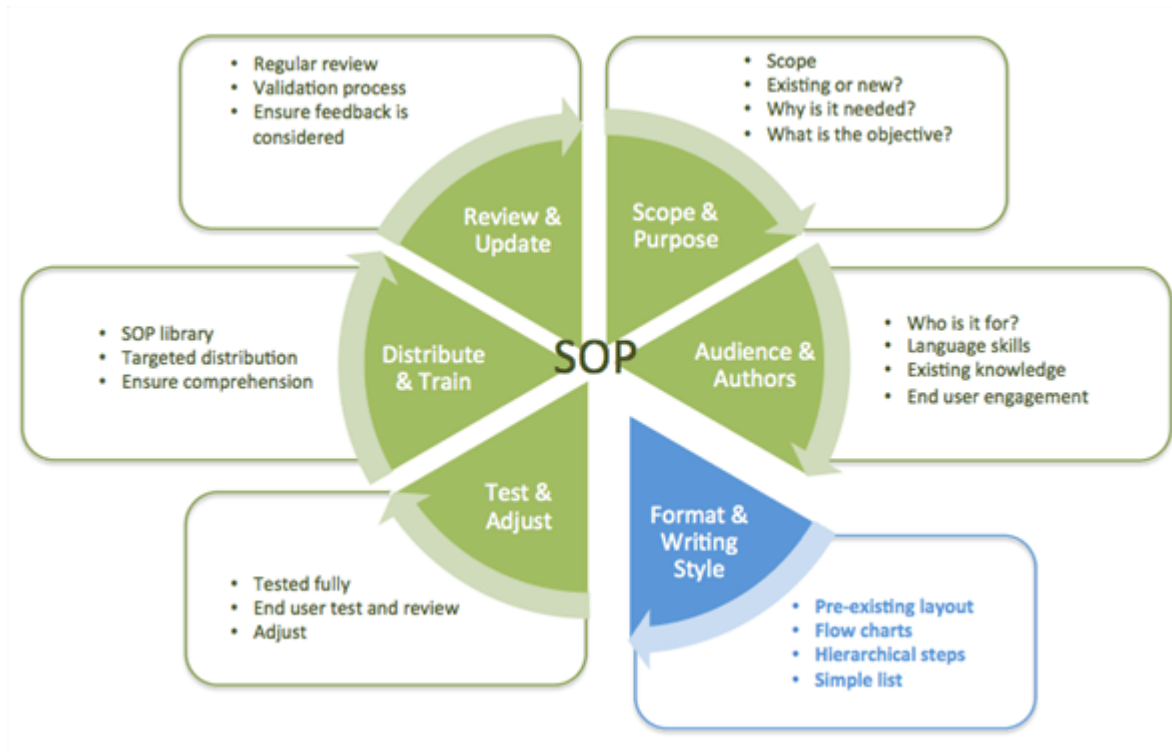 • Regular review
• Validation process
• Ensure feedback is
considered
• Scope
• Existing or new?
• Why is it needed?
• What is the objective?
Review &
Update
Scope &
Purpose
• SOP library
• Targeted distribution
• Ensure comprehension
Distribute
& Train
SOP
Audience &
Authors
• Who is it for?
• Language skills
• Existing knowledge
• End user engagement
Test &
Adjust
Format &
Writing
Style
• Tested fully
• End user test and review
• Adjust
• Pre-existing layout
• Flow charts
• Hierarchical steps
• Simple list